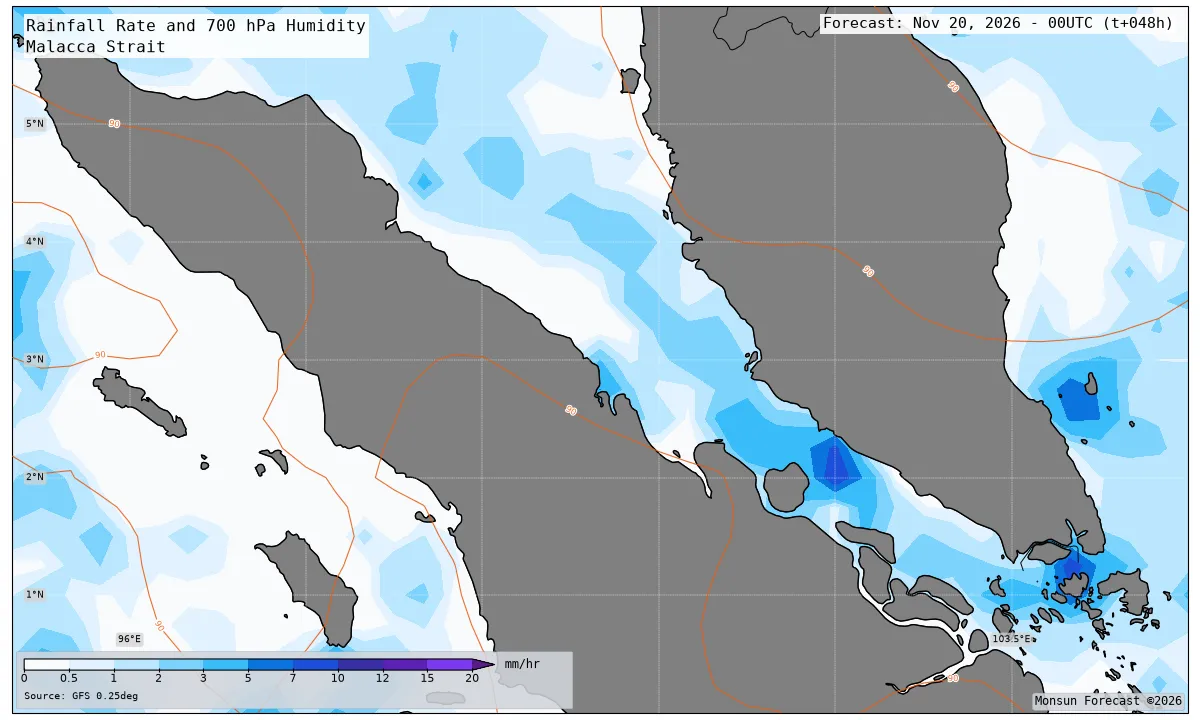 Rainfall Rate and 700 hPa Humidity
Malacca Strait
Forecast: Nov 20, 2026 - 00UTC (t+048h)
90
5°N
90
4°N
90
90
3°N
90
2°N
1°N
90
96°E
103.5°E
90
mm/hr
0 0.5 1 2 3 5 7 10 12 15 20
Source: GFS 0.25deg
Monsun Forecast ©2026